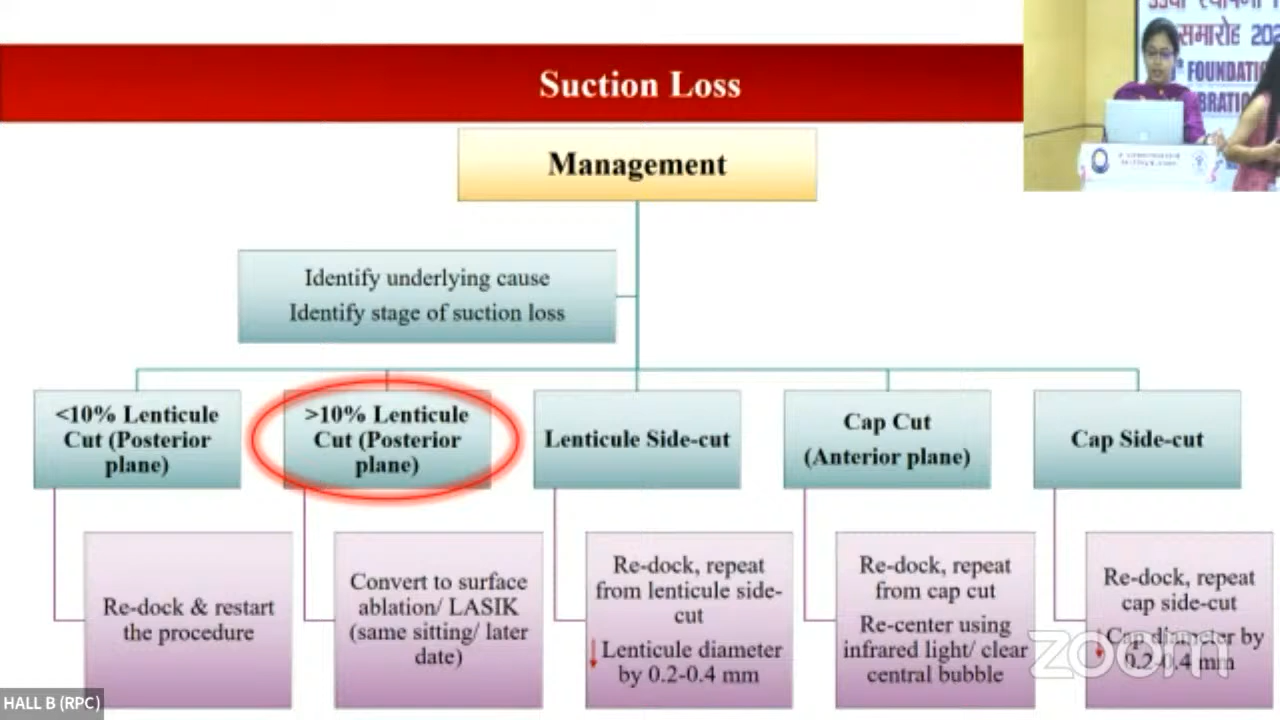 Suction Loss
Management
Identify underlying cause
Identify stage of suction loss
<10% Lenticule
Cut (Posterior
plane)
>10% Lenticule
Cut (Posterior
plane)
Lenticule Side-cut
Cap Cut
(Anterior plane)
Cap Side-cut
Re-dock & restart
the procedure
Convert to surface
ablation/ LASIK
(same sitting/ later
date)
Re-dock, repeat
from lenticule side-
cut
↓ Lenticule diameter
by 0.2-0.4 mm
Re-dock, repeat
from cap cut
Re-center using
infrared light/ clear
central bubble
Re-dock, repeat
cap side-cut
↓ Cap diameter by
0.2-0.4 mm
समारोह 202
FOUNDATI
BRATI
zoom
HALL B (RPC)